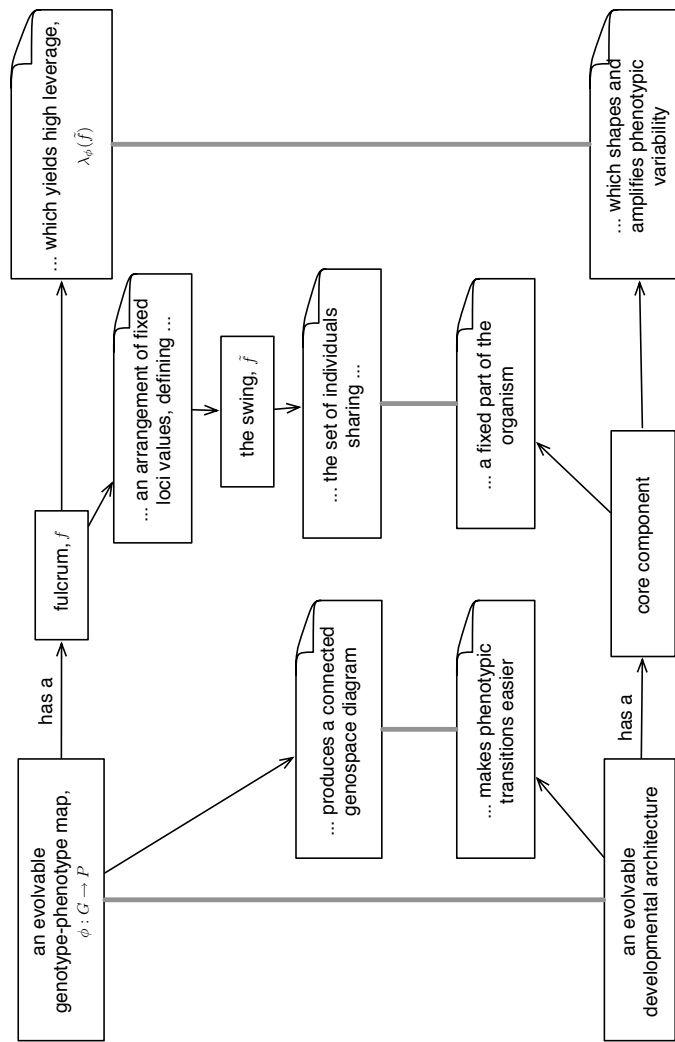 an evolvable
genotype-phenotype map,
ϕ : G → P
has a
fulcrum, f
... which yields high leverage,
λ_ϕ(f̃)
... an arrangement of fixed
loci values, defining ...
the swing, f̃
... produces a connected
genospace diagram
... the set of individuals
sharing ...
... makes phenotypic
transitions easier
... a fixed part of the
organism
an evolvable
developmental architecture
has a
core component
... which shapes and
amplifies phenotypic
variability